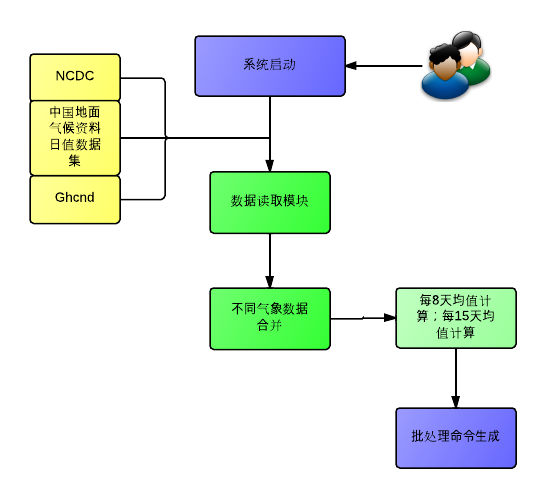 系统启动
NCDC
中国地面
气候资料
日值数据
集
Ghcnd
数据读取模块
不同气象数据
合并
每8天均值计
算；每15天均
值计算
批处理命令生成